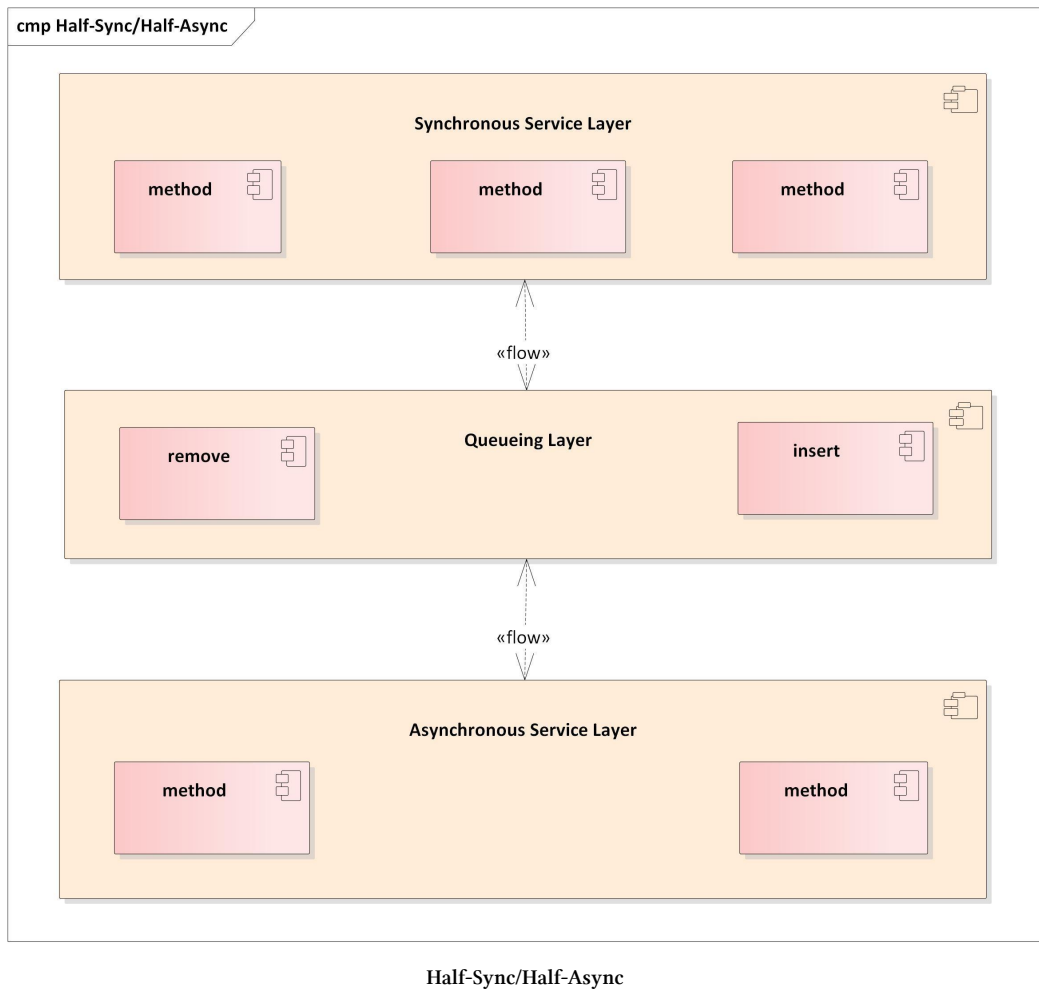 cmp Half-Sync/Half-Async
Synchronous Service Layer
method
method
method
«flow»
Queueing Layer
remove
insert
«flow»
Asynchronous Service Layer
method
method
Half-Sync/Half-Async